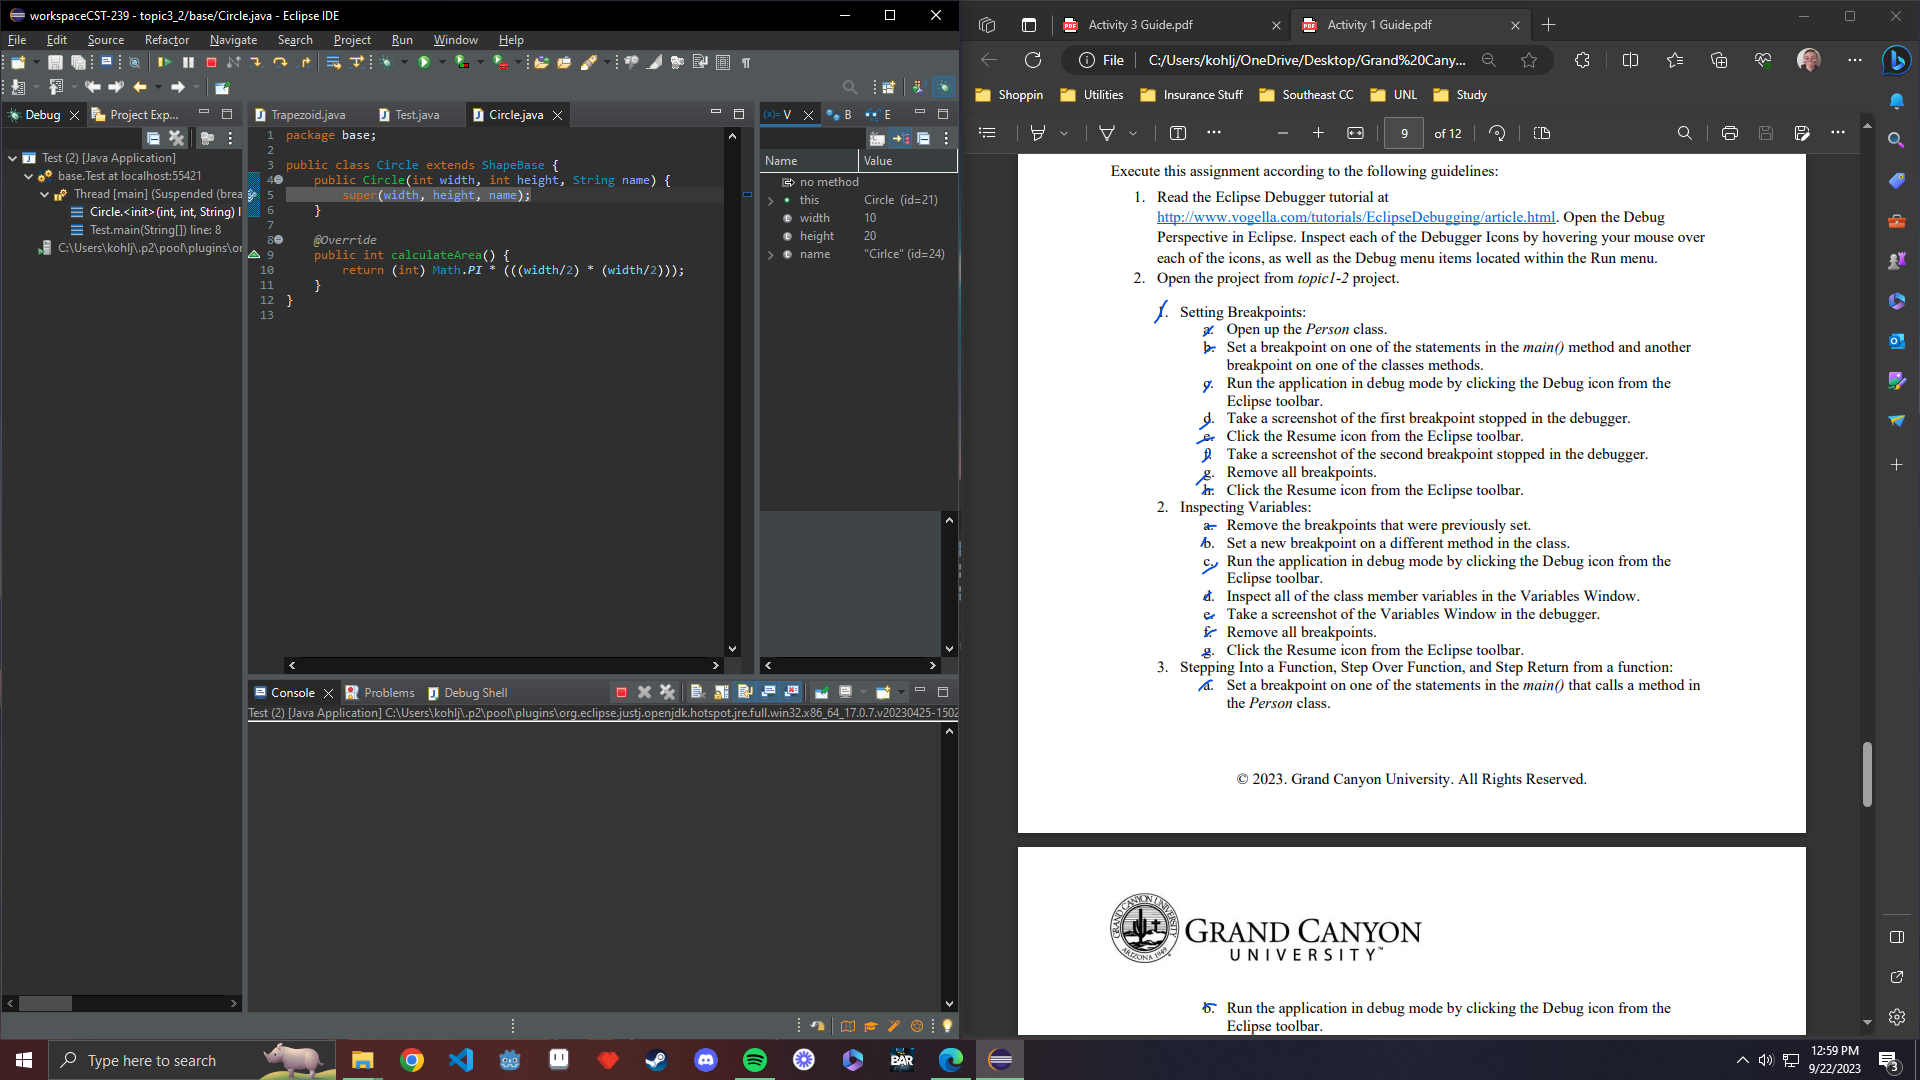 workspaceCST-239 - topic3_2/base/Circle.java - Eclipse IDE
File Edit Source Refactor Navigate Search Project Run Window Help
Debug Project Exp...
Test (2) [Java Application]
base.Test at localhost:55421
Thread [main] (Suspended (brea
Circle.<init>(int, int, String) l
Test.main(String[]) line: 8
C:\Users\kohlj\.p2\pool\plugins\or
Trapezoid.java Test.java Circle.java
1 package base;
2
3 public class Circle extends ShapeBase {
4 public Circle(int width, int height, String name) {
5 super(width, height, name);
6 }
7
8 @Override
9 public int calculateArea() {
10 return (int) Math.PI * (((width/2) * (width/2)));
11 }
12 }
13
(x)= V B E
Name Value
no method
this Circle (id=21)
width 10
height 20
name "Cirlce" (id=24)
Console Problems Debug Shell
Test (2) [Java Application] C:\Users\kohlj\.p2\pool\plugins\org.eclipse.justj.openjdk.hotspot.jre.full.win32.x86_64_17.0.7.v20230425-1502
Activity 3 Guide.pdf Activity 1 Guide.pdf
File C:/Users/kohlj/OneDrive/Desktop/Grand%20Cany...
Shoppin Utilities Insurance Stuff Southeast CC UNL Study
9 of 12
Execute this assignment according to the following guidelines:
1. Read the Eclipse Debugger tutorial at
http://www.vogella.com/tutorials/EclipseDebugging/article.html. Open the Debug
Perspective in Eclipse. Inspect each of the Debugger Icons by hovering your mouse over
each of the icons, as well as the Debug menu items located within the Run menu.
2. Open the project from topic1-2 project.
1. Setting Breakpoints:
a. Open up the Person class.
b. Set a breakpoint on one of the statements in the main() method and another
breakpoint on one of the classes methods.
c. Run the application in debug mode by clicking the Debug icon from the
Eclipse toolbar.
d. Take a screenshot of the first breakpoint stopped in the debugger.
e. Click the Resume icon from the Eclipse toolbar.
f. Take a screenshot of the second breakpoint stopped in the debugger.
g. Remove all breakpoints.
h. Click the Resume icon from the Eclipse toolbar.
2. Inspecting Variables:
a. Remove the breakpoints that were previously set.
b. Set a new breakpoint on a different method in the class.
c. Run the application in debug mode by clicking the Debug icon from the
Eclipse toolbar.
d. Inspect all of the class member variables in the Variables Window.
e. Take a screenshot of the Variables Window in the debugger.
f. Remove all breakpoints.
g. Click the Resume icon from the Eclipse toolbar.
3. Stepping Into a Function, Step Over Function, and Step Return from a function:
a. Set a breakpoint on one of the statements in the main() that calls a method in
the Person class.
© 2023. Grand Canyon University. All Rights Reserved.
GRAND CANYON
UNIVERSITY™
b. Run the application in debug mode by clicking the Debug icon from the
Eclipse toolbar.
Type here to search
BAR
12:59 PM
9/22/2023
3